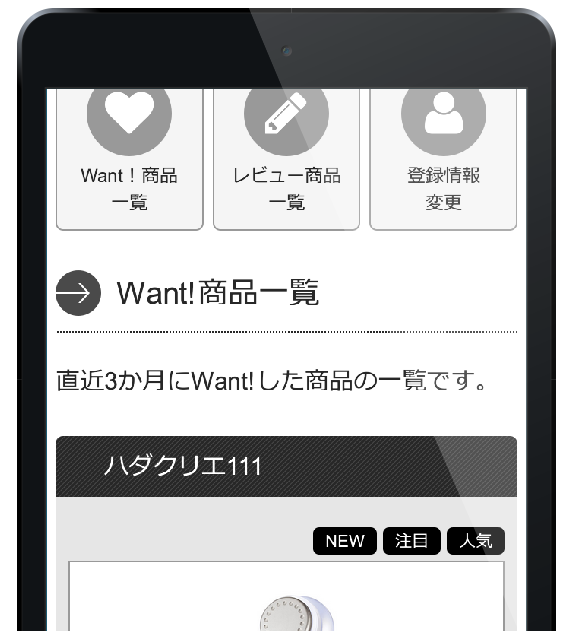 Want！商品
一覧
レビュー商品
一覧
登録情報
変更
Want!商品一覧
直近3か月にWant!した商品の一覧です。
ハダクリエ111
NEW 注目 人気